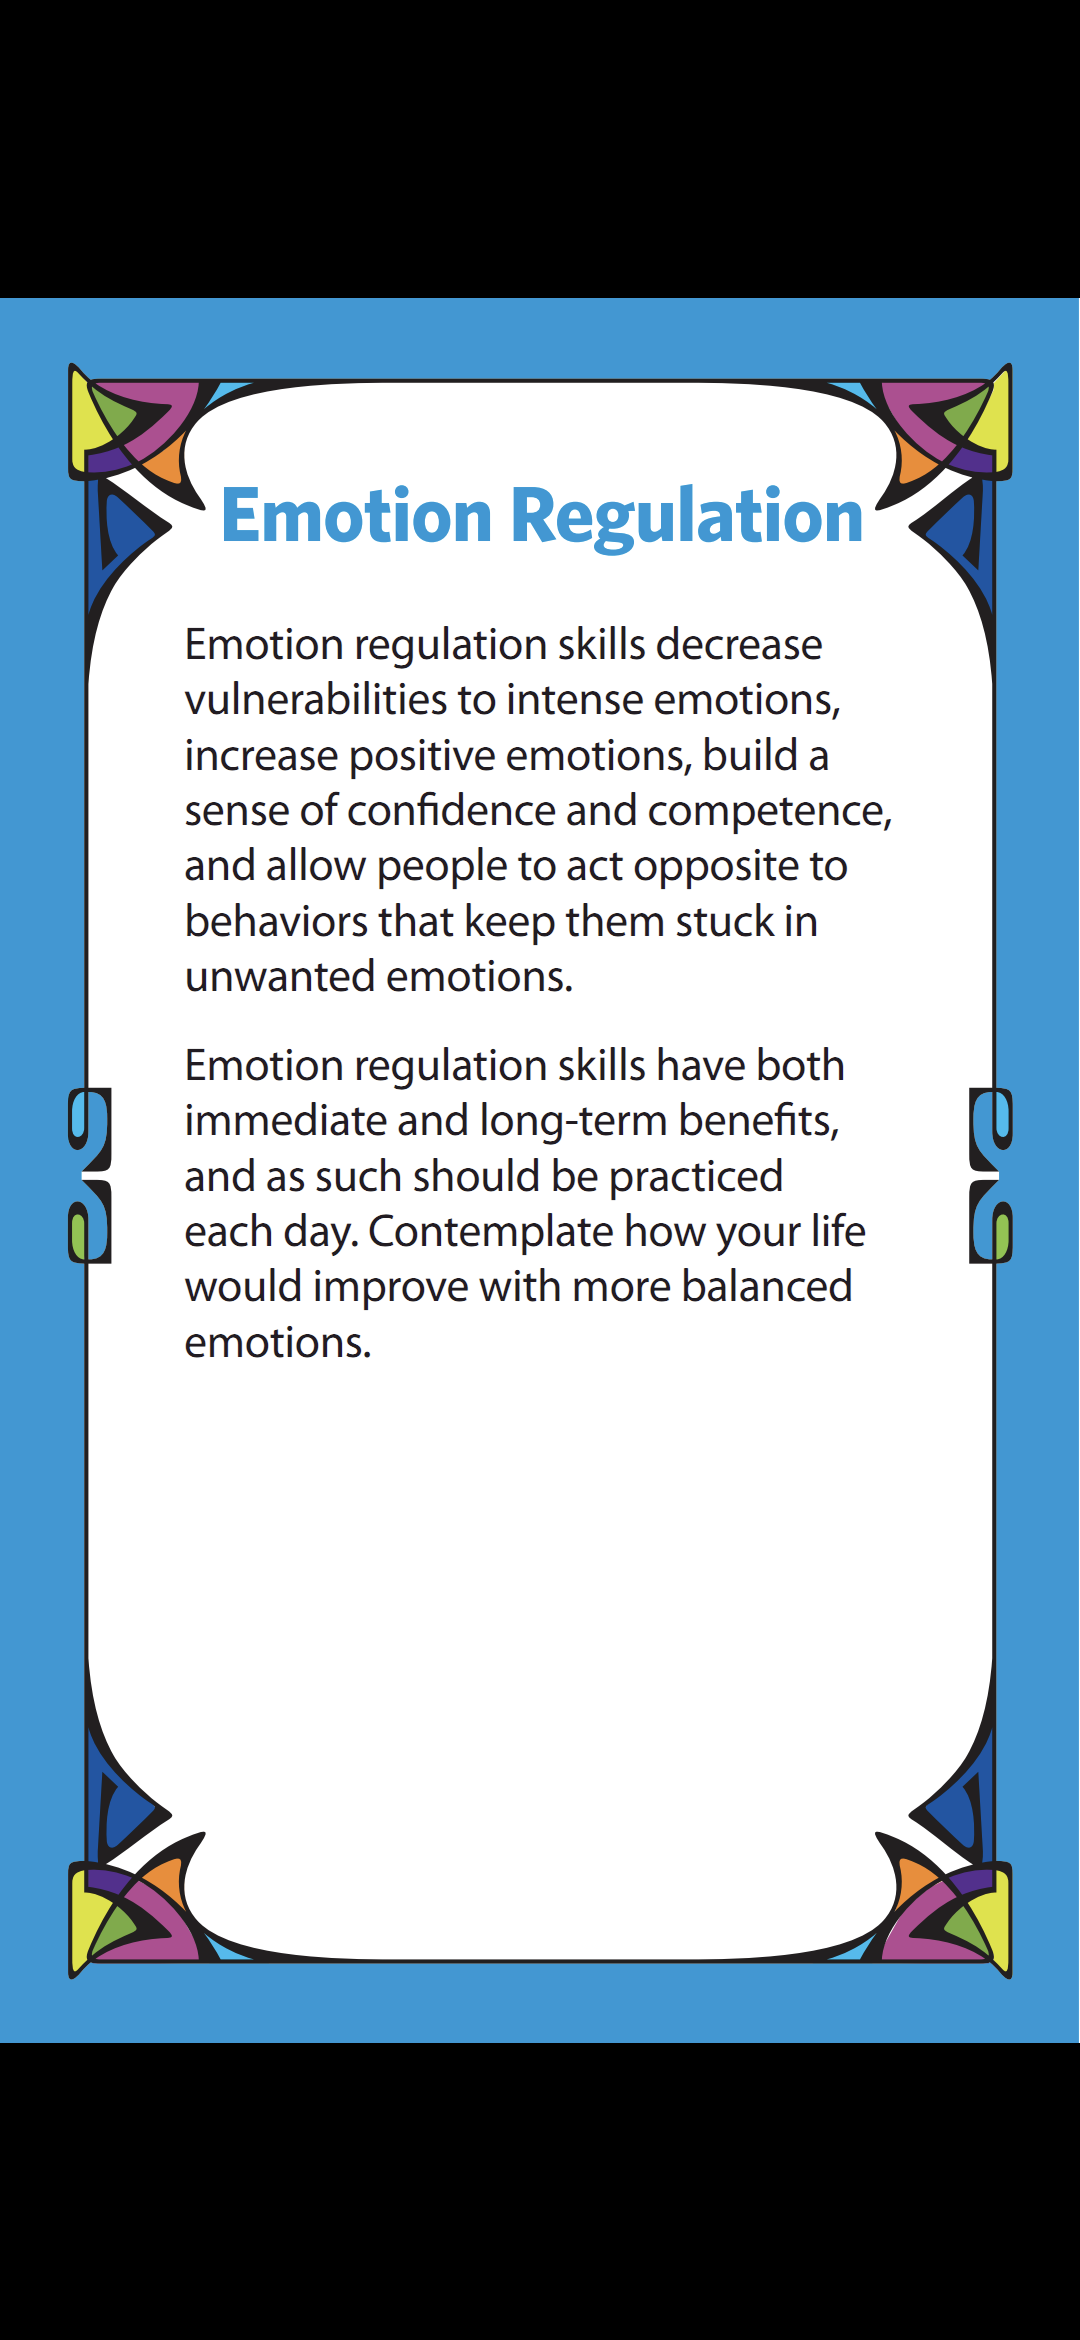 Emotion Regulation
Emotion regulation skills decrease
vulnerabilities to intense emotions,
increase positive emotions, build a
sense of confidence and competence,
and allow people to act opposite to
behaviors that keep them stuck in
unwanted emotions.
Emotion regulation skills have both
immediate and long-term benefits,
and as such should be practiced
each day. Contemplate how your life
would improve with more balanced
emotions.